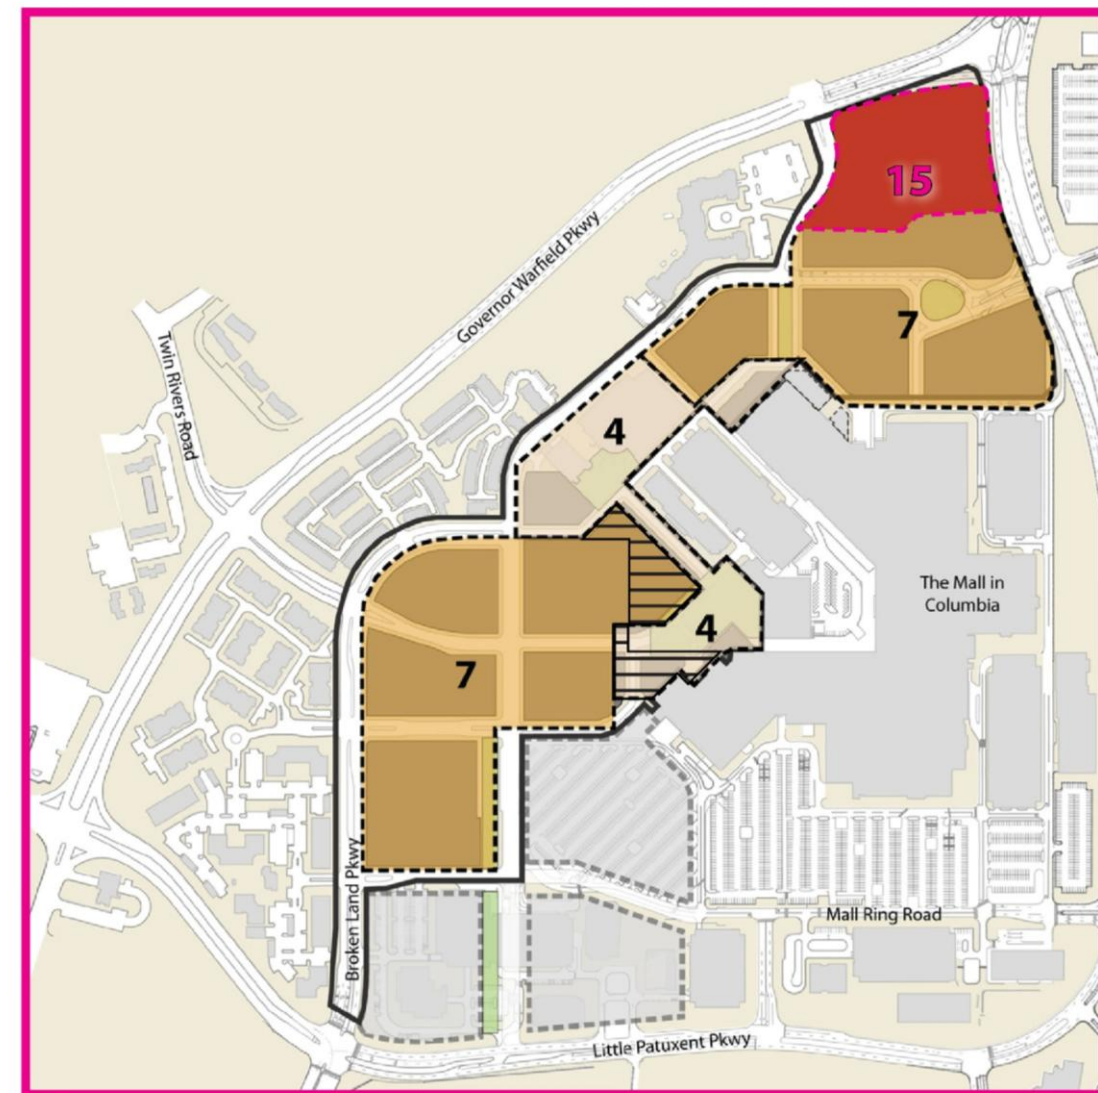 15
Governor Warfield Pkwy
7
Twin Rivers Road
4
The Mall in
Columbia
4
7
Broken Land Pkwy
Mall Ring Road
Little Patuxent Pkwy